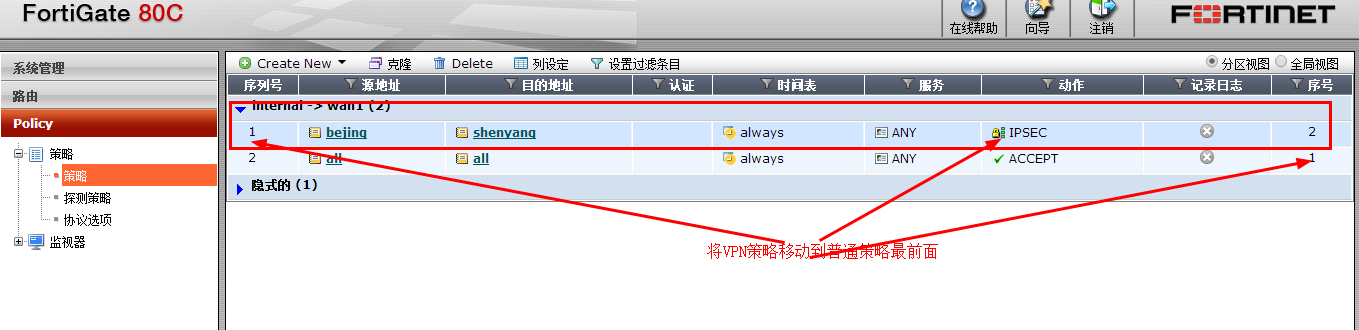 FortiGate 80C
在线帮助 向导 注销 FORTINET
系统管理
路由
Policy
策略
策略
探测策略
协议选项
监视器
Create New 克隆 Delete 列设定 设置过滤条目 分区视图 全局视图
序列号 源地址 目的地址 认证 时间表 服务 动作 记录日志 序号
internal -> wan1 (2)
1 bejing shenyang always ANY IPSEC 2
2 all all always ANY ACCEPT 1
隐式的 (1)
将VPN策略移动到普通策略最前面